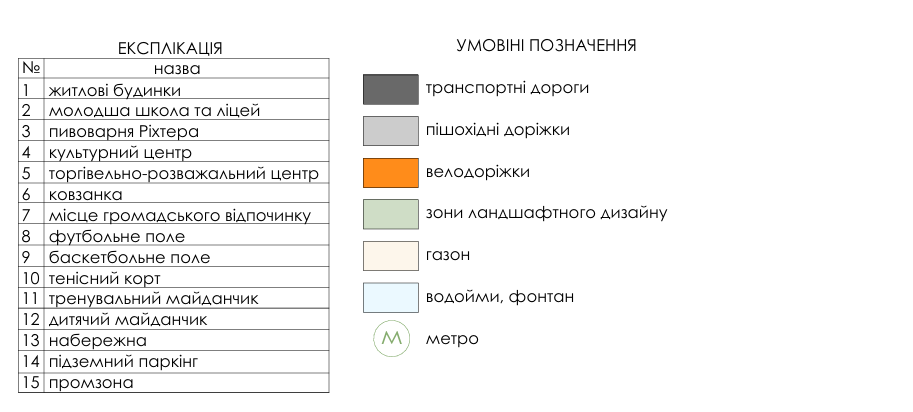 ЕКСПЛІКАЦІЯ
№ назва
1 житлові будинки
2 молодша школа та ліцей
3 пивоварня Ріхтера
4 культурний центр
5 торгівельно-розважальний центр
6 ковзанка
7 місце громадського відпочинку
8 футбольне поле
9 баскетбольне поле
10 тенісний корт
11 тренувальний майданчик
12 дитячий майданчик
13 набережна
14 підземний паркінг
15 промзона
УМОВІНІ ПОЗНАЧЕННЯ
транспортні дороги
пішохідні доріжки
велодоріжки
зони ландшафтного дизайну
газон
водойми, фонтан
М метро